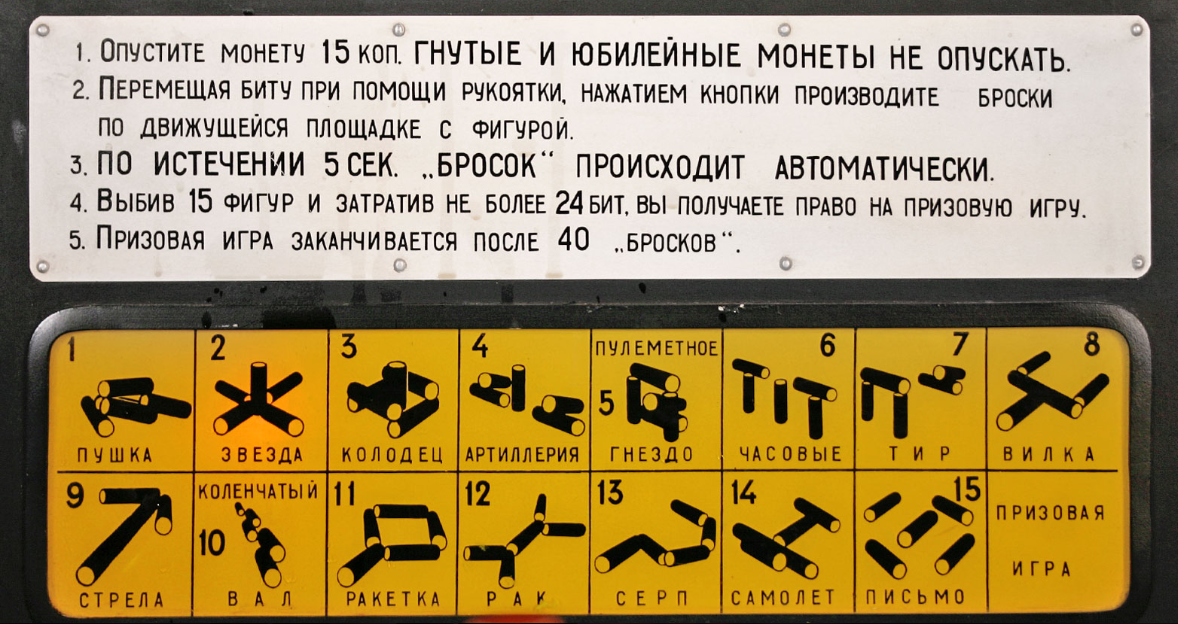 1. Опустите монету 15 коп. ГНУТЫЕ И ЮБИЛЕЙНЫЕ МОНЕТЫ НЕ ОПУСКАТЬ.
2. Перемещая биту при помощи рукоятки, нажатием кнопки производите броски
по движущейся площадке с фигурой.
3. ПО ИСТЕЧЕНИИ 5 СЕК. „БРОСОК“ ПРОИСХОДИТ АВТОМАТИЧЕСКИ.
4. Выбив 15 фигур и затратив не более 24 бит, вы получаете право на призовую игру.
5. Призовая игра заканчивается после 40 „бросков“.
1 ПУШКА
2 ЗВЕЗДА
3 КОЛОДЕЦ
4 АРТИЛЛЕРИЯ
ПУЛЕМЕТНОЕ
5
ГНЕЗДО
6 ЧАСОВЫЕ
7 ТИР
8 ВИЛКА
9 СТРЕЛА
КОЛЕНЧАТЫЙ
10
ВАЛ
11 РАКЕТКА
12 РАК
13 СЕРП
14 САМОЛЕТ
15 ПИСЬМО
ПРИЗОВАЯ
ИГРА